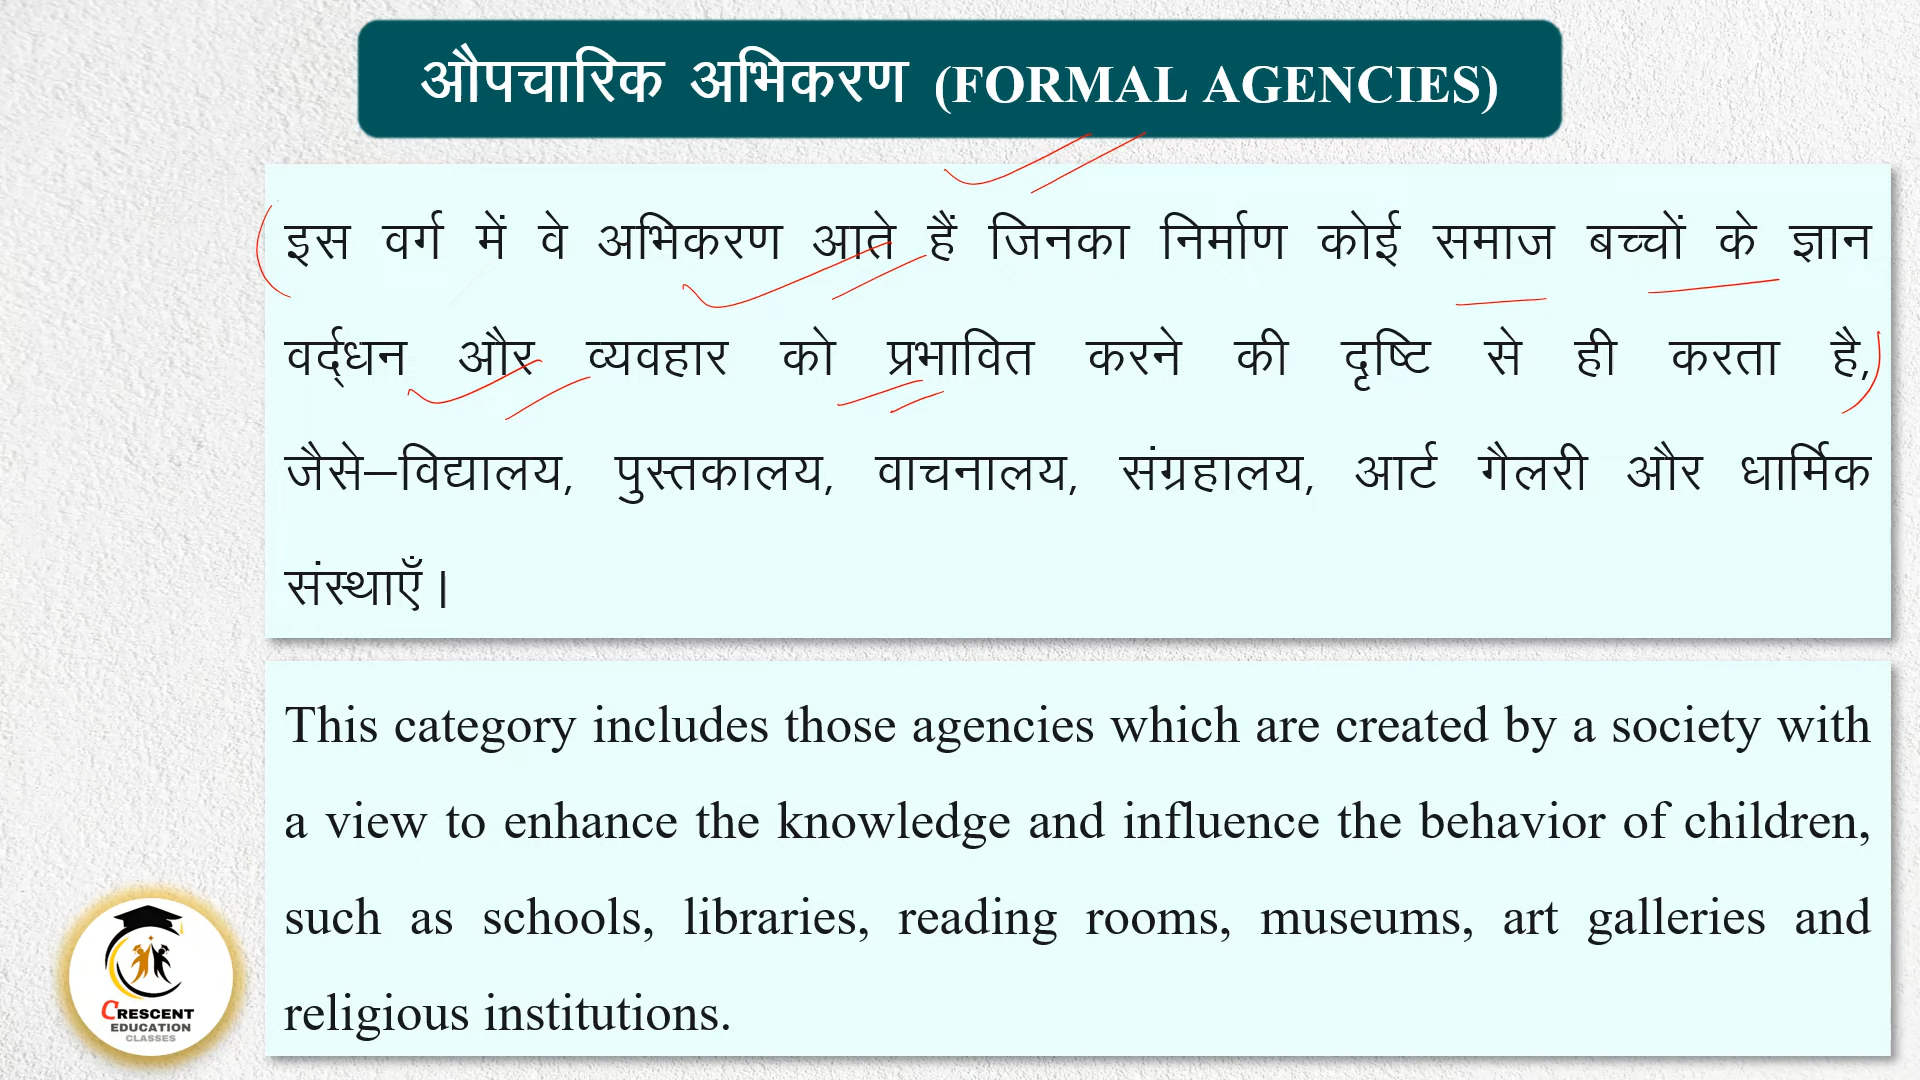 औपचारिक अभिकरण (FORMAL AGENCIES)
इस वर्ग में वे अभिकरण आते हैं जिनका निर्माण कोई समाज बच्चों के ज्ञान
वर्द्धन और व्यवहार को प्रभावित करने की दृष्टि से ही करता है,
जैसे–विद्यालय, पुस्तकालय, वाचनालय, संग्रहालय, आर्ट गैलरी और धार्मिक
संस्थाएँ।
This category includes those agencies which are created by a society with
a view to enhance the knowledge and influence the behavior of children,
such as schools, libraries, reading rooms, museums, art galleries and
religious institutions.
CRESCENT
EDUCATION
CLASSES